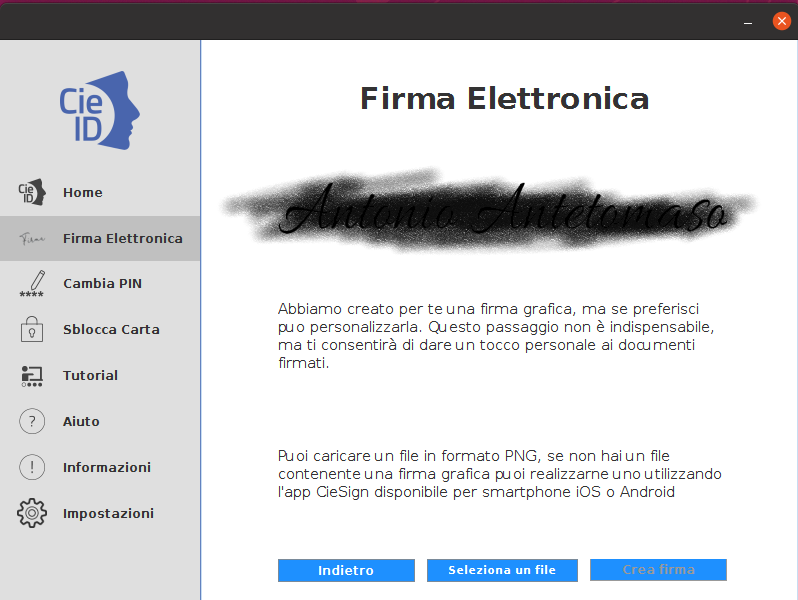 Cie
ID
Firma Elettronica
Antonio Antetomaso
Cie
ID
Home
Firma
Firma Elettronica
Cambia PIN
Sblocca Carta
Tutorial
Aiuto
Informazioni
Impostazioni
Abbiamo creato per te una firma grafica, ma se preferisci
puo personalizzarla. Questo passaggio non è indispensabile,
ma ti consentirà di dare un tocco personale ai documenti
firmati.
Puoi caricare un file in formato PNG, se non hai un file
contenente una firma grafica puoi realizzarne uno utilizzando
l'app CieSign disponibile per smartphone iOS o Android
Indietro
Seleziona un file
Crea firma